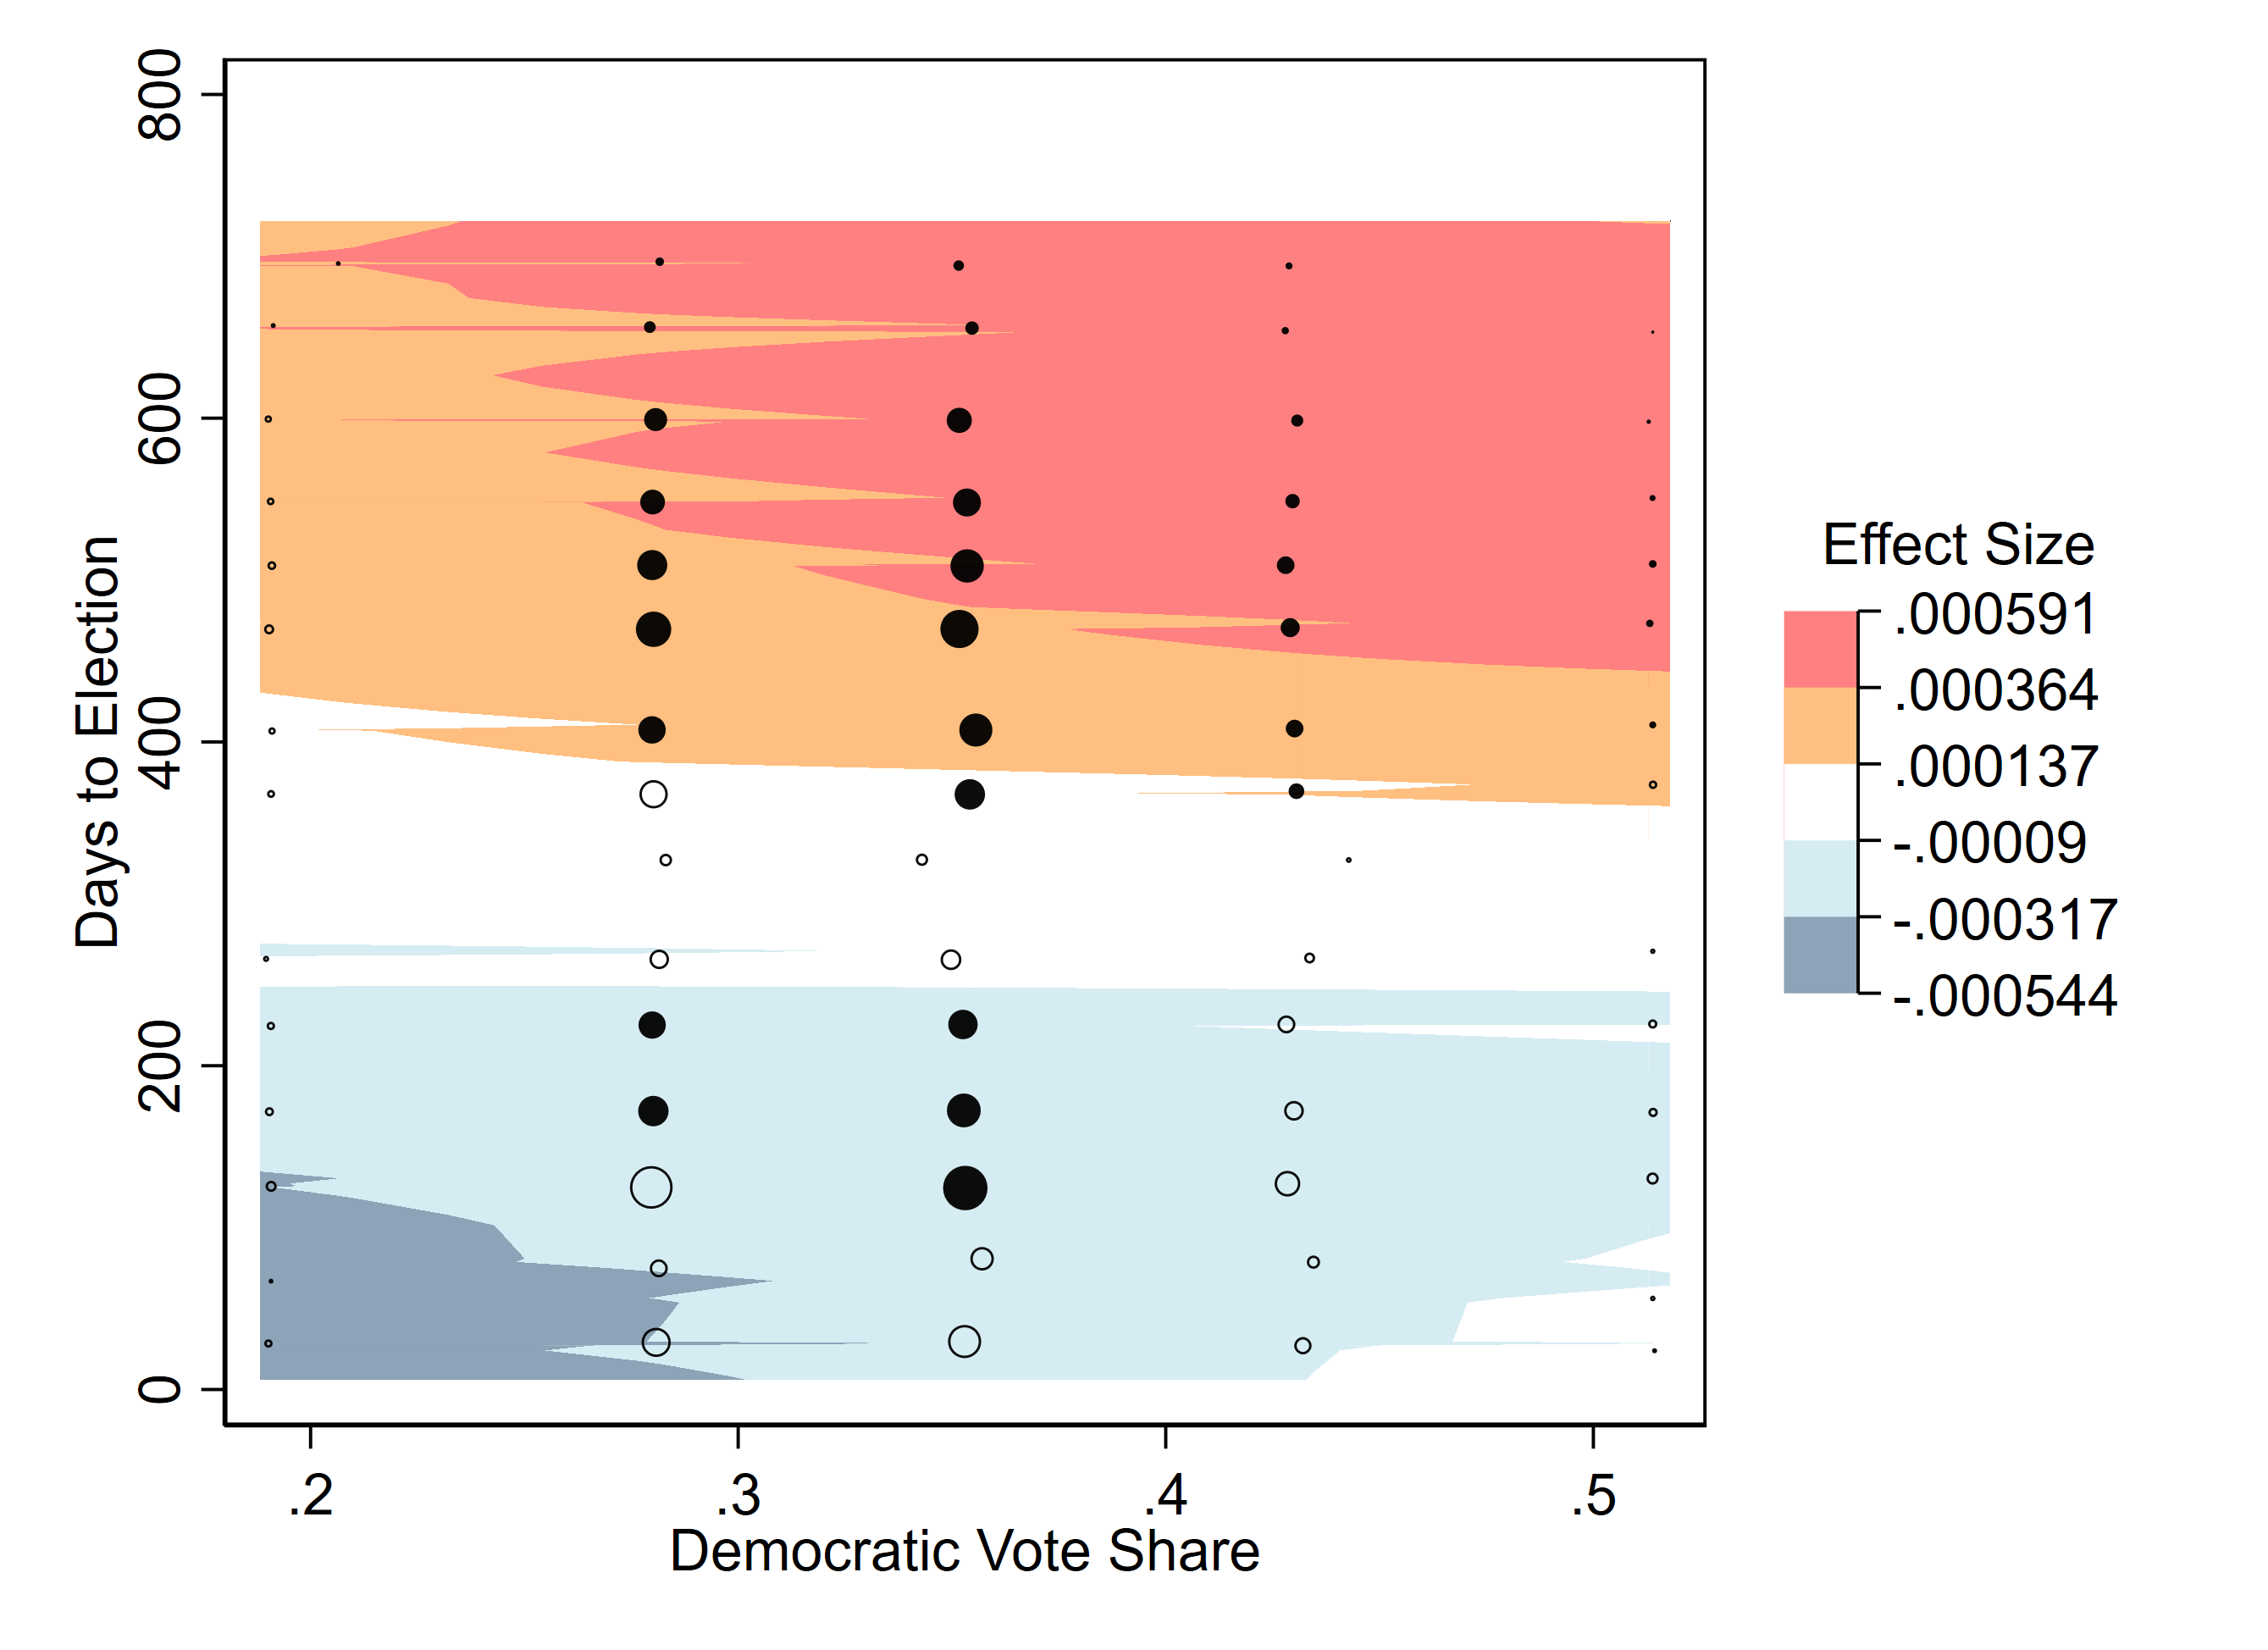 800
600
400
200
0
Days to Election
.2 .3 .4 .5
Democratic Vote Share
Effect Size
.000591
.000364
.000137
-.00009
-.000317
-.000544